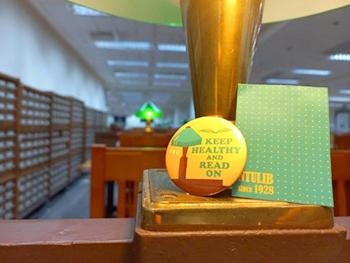 KEEP
HEALTHY
AND
READ
ON
NTULIB
SINCE 1928